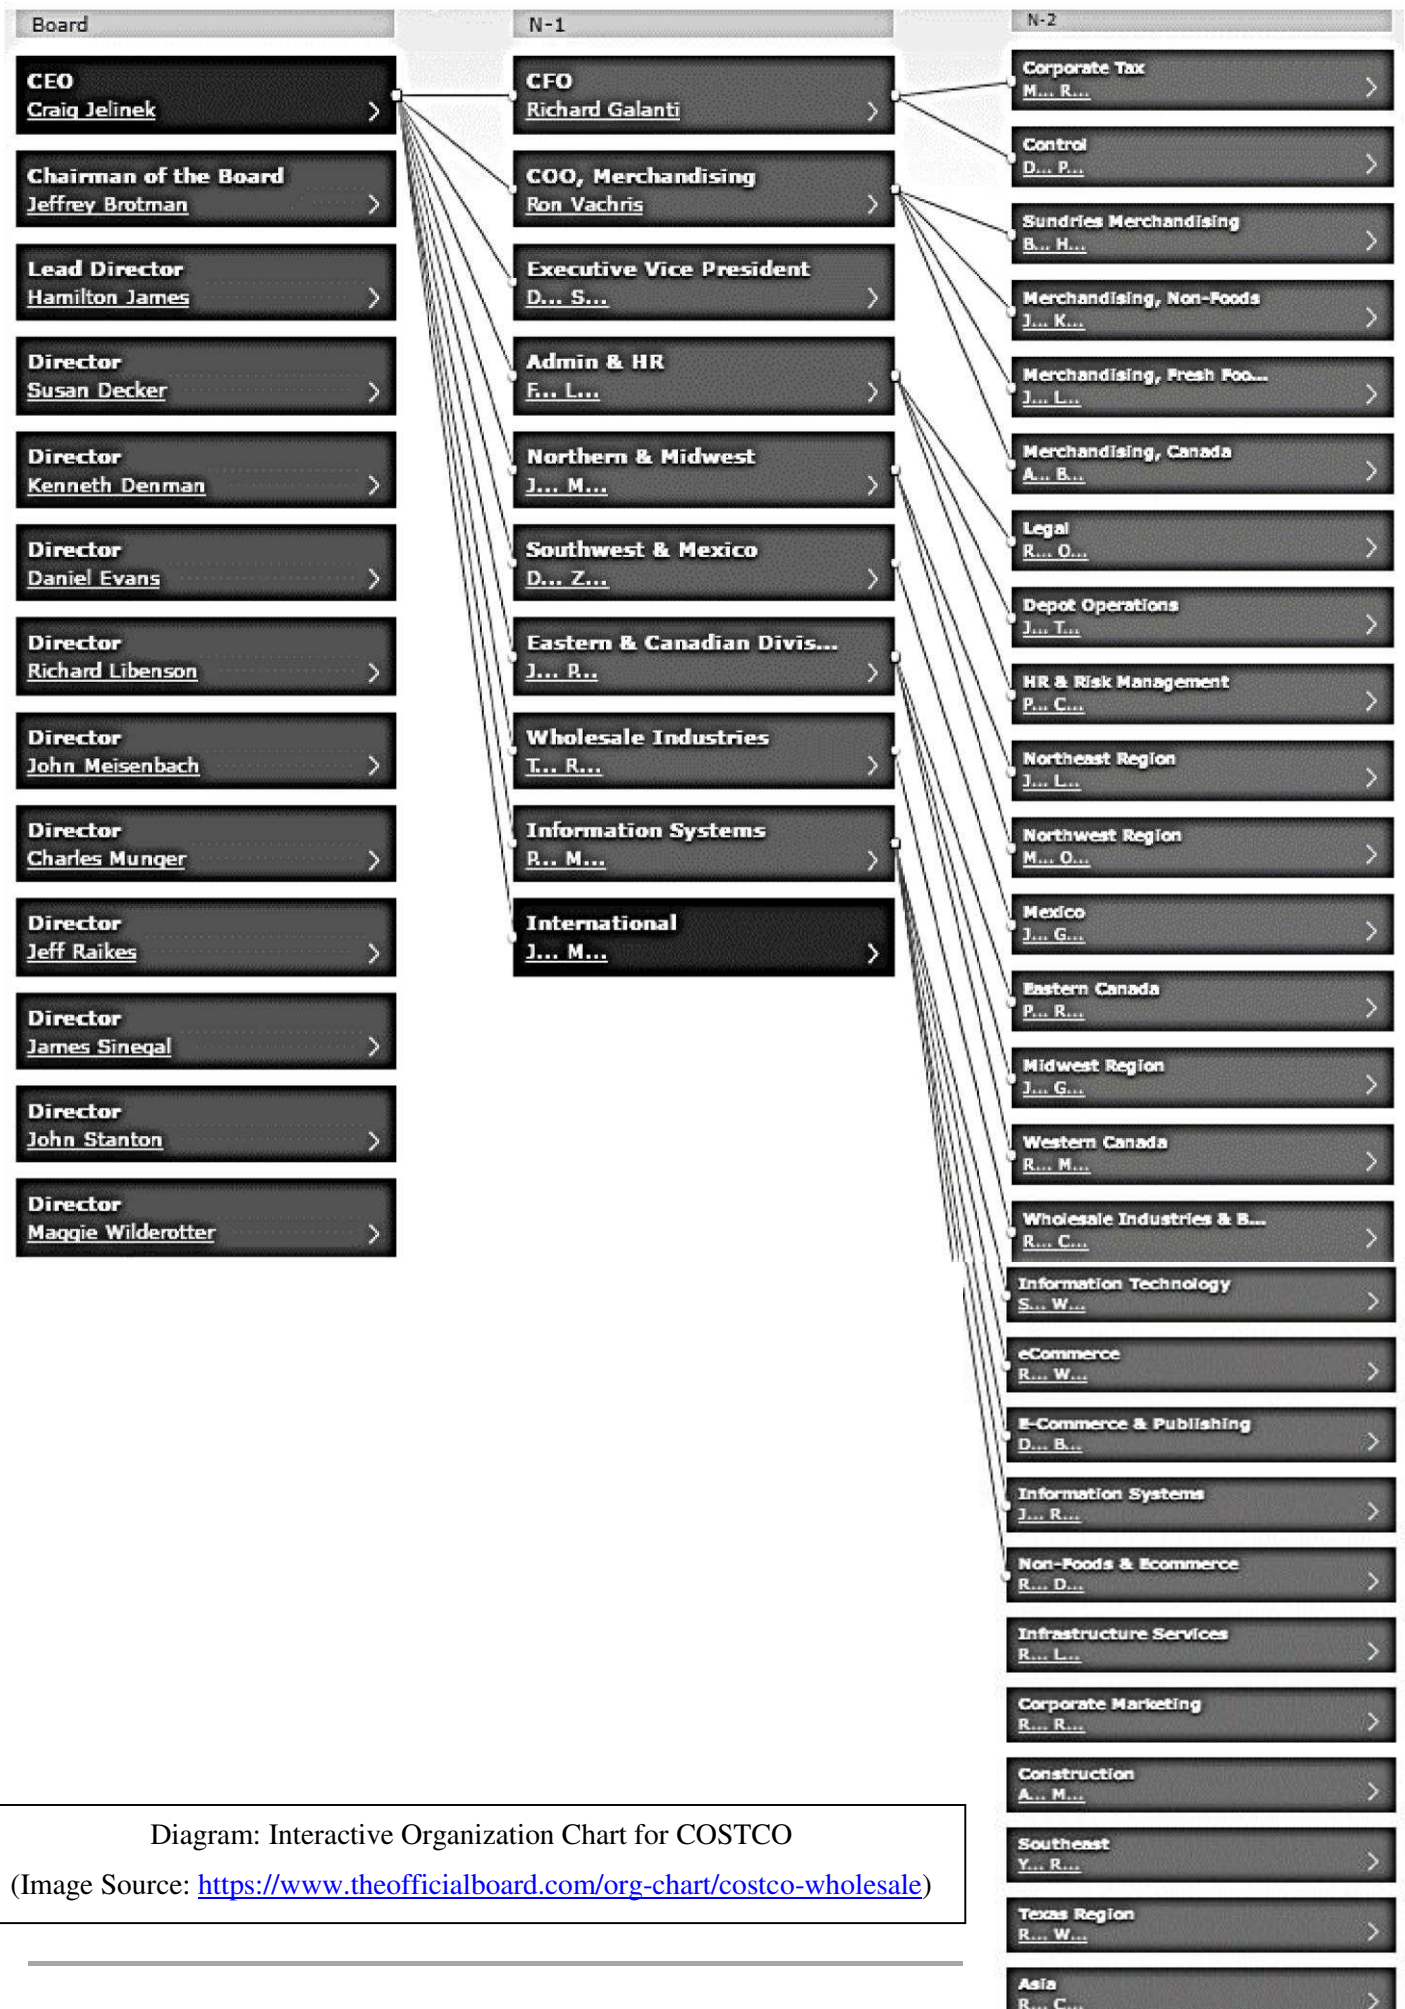 Board
CEO
Craig Jelinek
Chairman of the Board
Jeffrey Brotman
Lead Director
Hamilton James
Director
Susan Decker
Director
Kenneth Denman
Director
Daniel Evans
Director
Richard Libenson
Director
John Meisenbach
Director
Charles Munger
Director
Jeff Raikes
Director
James Sinegal
Director
John Stanton
Director
Maggie Wilderotter
N-1
CFO
Richard Galanti
COO, Merchandising
Ron Vachris
Executive Vice President
D... S...
Admin & HR
F... L...
Northern & Midwest
J... M...
Southwest & Mexico
D... Z...
Eastern & Canadian Divis...
J... P...
Wholesale Industries
T... R...
Information Systems
P... M...
International
J... M...
N-2
Corporate Tax
M... R...
Control
D... P...
Sundries Merchandising
B... H...
Merchandising, Non-Foods
J... K...
Merchandising, Fresh Foo...
J... L...
Merchandising, Canada
A... B...
Legal
R... O...
Depot Operations
J... T...
HR & Risk Management
P... C...
Northeast Region
J... L...
Northwest Region
M... O...
Mexico
J... G...
Eastern Canada
P... R...
Midwest Region
J... G...
Western Canada
R... M...
Wholesale Industries & B...
R... C...
Information Technology
S... W...
eCommerce
R... W...
E-Commerce & Publishing
D... B...
Information Systems
J... R...
Non-Foods & Ecommerce
R... D...
Infrastructure Services
R... L...
Corporate Marketing
R... R...
Construction
A... M...
Southeast
Y... R...
Texas Region
R... W...
Asia
R... C...
Diagram: Interactive Organization Chart for COSTCO
(Image Source: https://www.theofficialboard.com/org-chart/costco-wholesale)